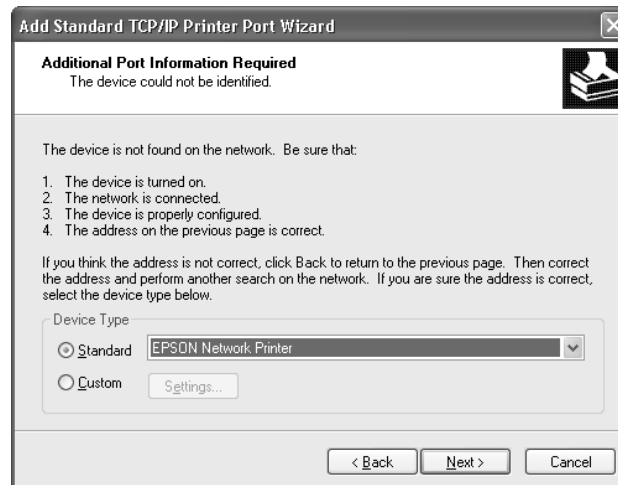 Add Standard TCP/IP Printer Port Wizard
Additional Port Information Required
The device could not be identified.
The device is not found on the network. Be sure that:
1. The device is turned on.
2. The network is connected.
3. The device is properly configured.
4. The address on the previous page is correct.
If you think the address is not correct, click Back to return to the previous page. Then correct
the address and perform another search on the network. If you are sure the address is correct,
select the device type below.
Device Type
Standard
EPSON Network Printer
Custom
Settings...
< Back
Next >
Cancel